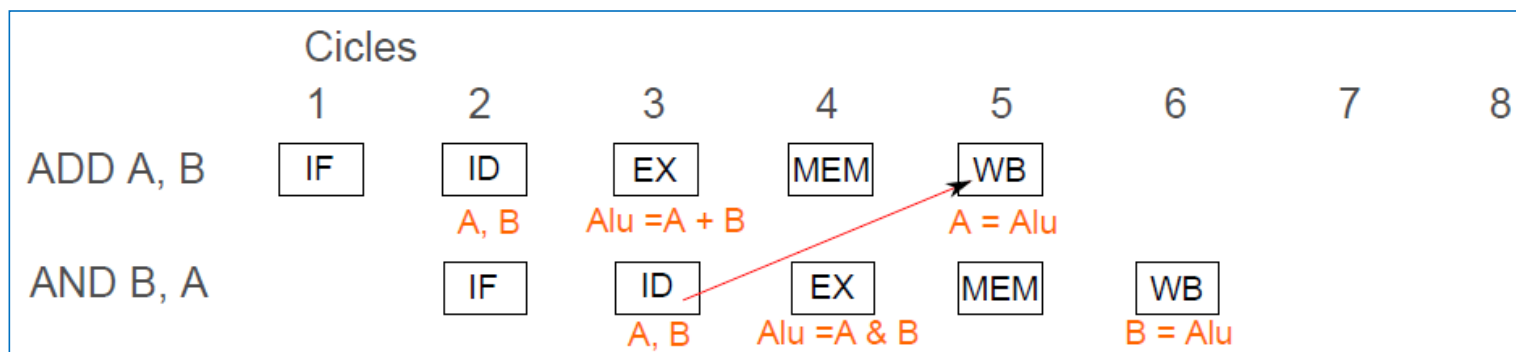 Cicles
1 2 3 4 5 6 7 8
ADD A, B IF ID EX MEM WB
A, B Alu =A + B A = Alu
AND B, A IF ID EX MEM WB
A, B Alu =A & B B = Alu